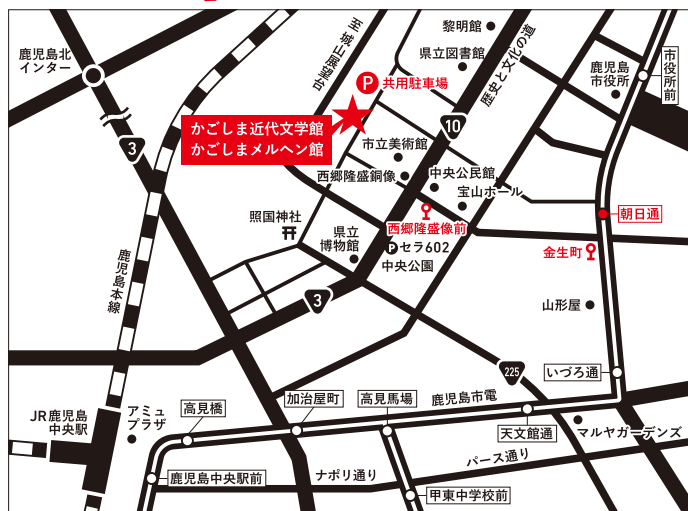 鹿児島北
インター
至 城山展望台
黎明館
県立図書館
歴史と文化の道
鹿児島
市役所
市役所前
P
共用駐車場
3
かごしま近代文学館
かごしまメルヘン館
10
市立美術館
西郷隆盛銅像
中央公民館
宝山ホール
照国神社
西郷隆盛像前
朝日通
県立
博物館
P
セラ602
中央公園
金生町
鹿児島本線
3
山形屋
225
いづろ通
JR鹿児島
中央駅
アミュ
プラザ
高見橋
加治屋町
高見馬場
鹿児島市電
天文館通
マルヤガーデンズ
鹿児島中央駅前
ナポリ通り
パース通り
甲東中学校前